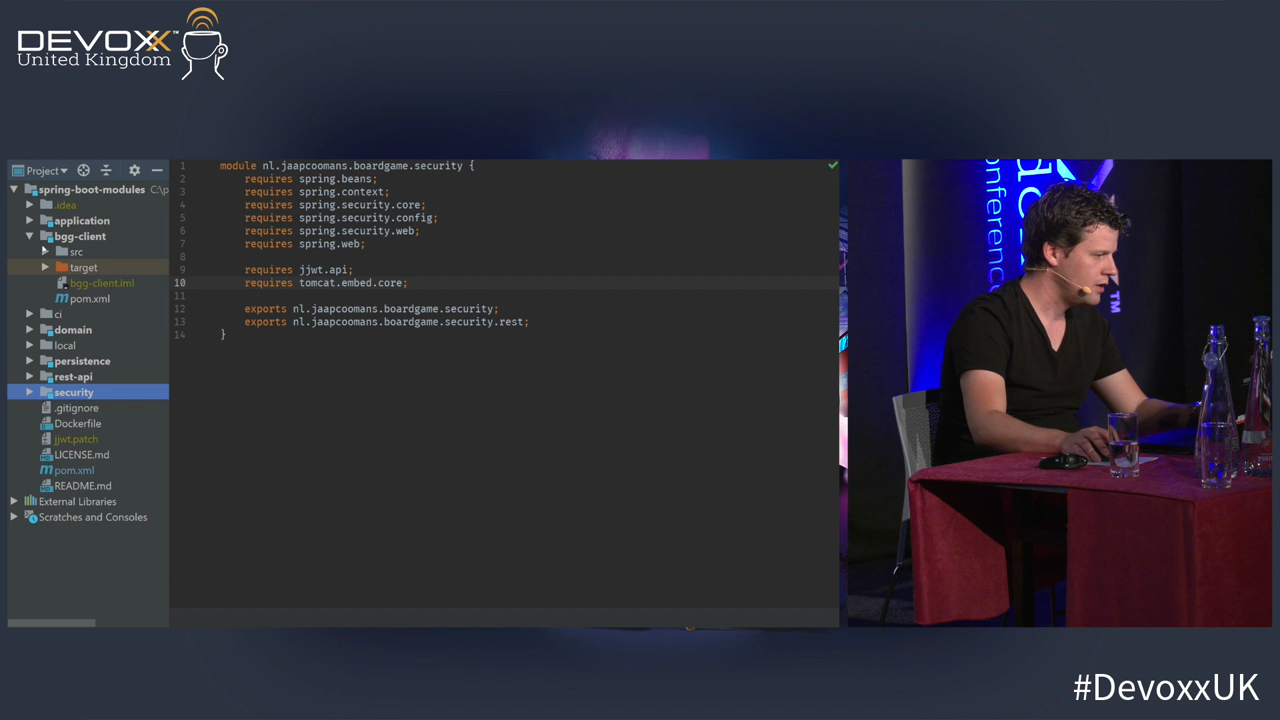 DEVOXX™
United Kingdom
Project
spring-boot-modules C:\p
.idea
application
bgg-client
src
target
bgg-client.iml
pom.xml
ci
domain
local
persistence
rest-api
security
.gitignore
Dockerfile
jjwt.patch
LICENSE.md
pom.xml
README.md
External Libraries
Scratches and Consoles
1 module nl.jaapcoomans.boardgame.security {
2 requires spring.beans;
3 requires spring.context;
4 requires spring.security.core;
5 requires spring.security.config;
6 requires spring.security.web;
7 requires spring.web;
8
9 requires jjwt.api;
10 requires tomcat.embed.core;
11
12 exports nl.jaapcoomans.boardgame.security;
13 exports nl.jaapcoomans.boardgame.security.rest;
14 }
onference
TM
#DevoxxUK